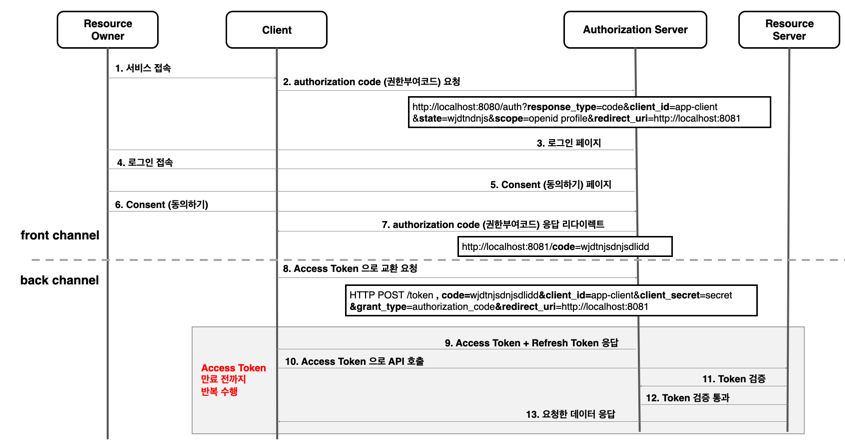 Resource
Owner
Client
Authorization Server
Resource
Server
1. 서비스 접속
2. authorization code (권한부여코드) 요청
http://localhost:8080/auth?response_type=code&client_id=app-client
&state=wjdtndnjs&scope=openid profile&redirect_uri=http://localhost:8081
3. 로그인 페이지
4. 로그인 접속
5. Consent (동의하기) 페이지
6. Consent (동의하기)
7. authorization code (권한부여코드) 응답 리다이렉트
front channel
http://localhost:8081/code=wjdtnjsdnjsdlidd
back channel
8. Access Token 으로 교환 요청
HTTP POST /token , code=wjdtnjsdnjsdlidd&client_id=app-client&client_secret=secret
&grant_type=authorization_code&redirect_uri=http://localhost:8081
9. Access Token + Refresh Token 응답
10. Access Token 으로 API 호출
Access Token
만료 전까지
반복 수행
11. Token 검증
12. Token 검증 통과
13. 요청한 데이터 응답